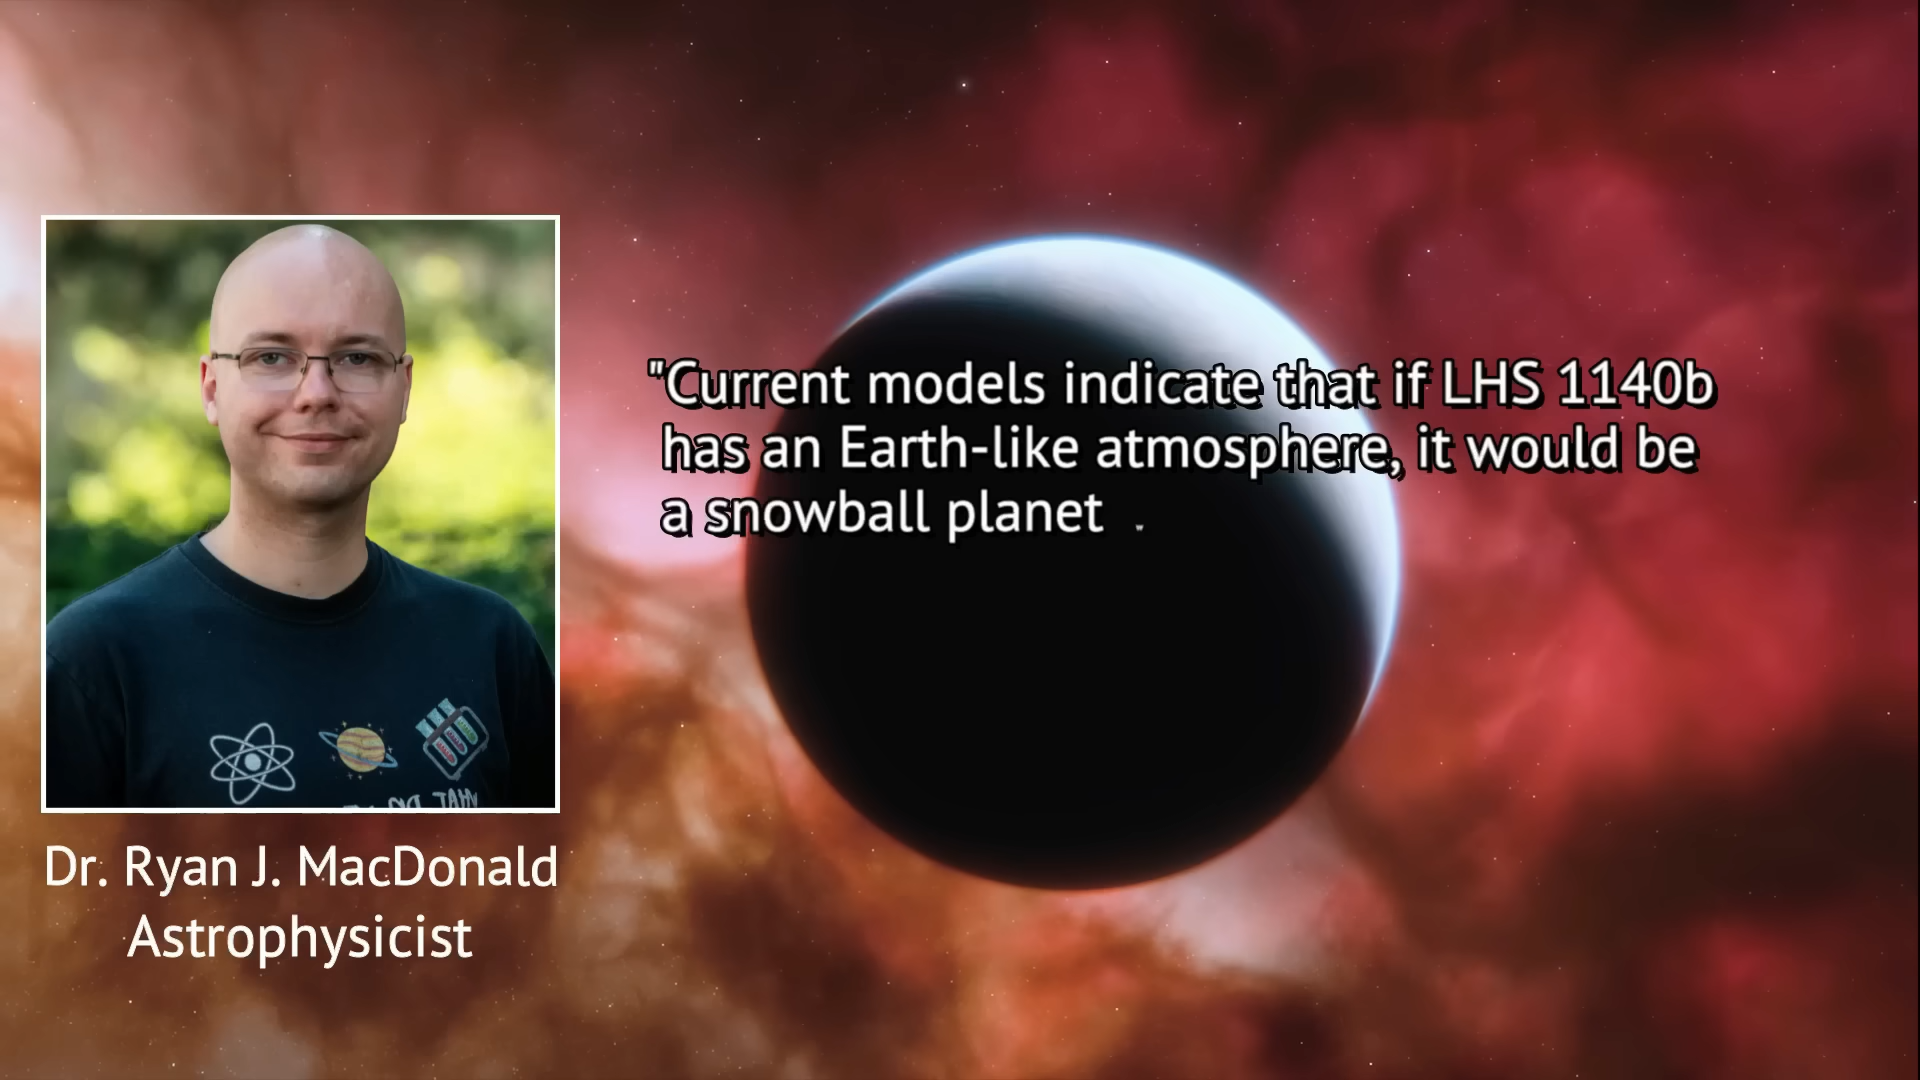 "Current models indicate that if LHS 1140b
has an Earth-like atmosphere, it would be
a snowball planet
Dr. Ryan J. MacDonald
Astrophysicist